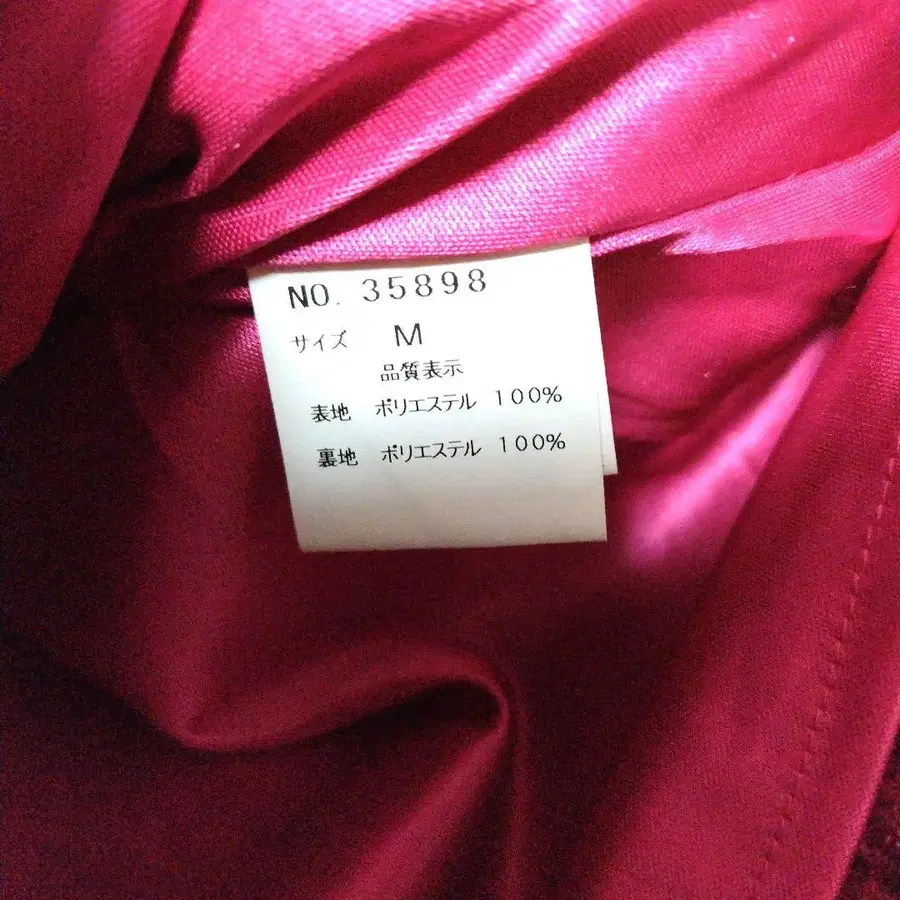 NO. 35898
サイズ M
品質表示
表地 ポリエステル 100%
裏地 ポリエステル 100%